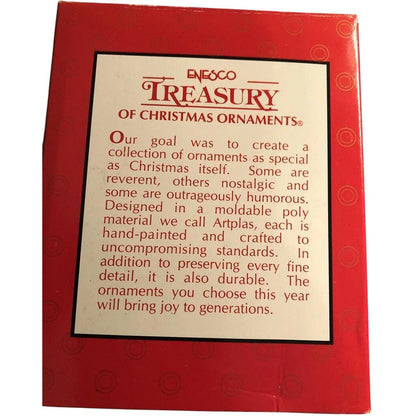 ENESCO
TREASURY
OF CHRISTMAS ORNAMENTS®
Our goal was to create a
collection of ornaments as special
as Christmas itself. Some are
reverent, others nostalgic and
some are outrageously humorous.
Designed in a moldable poly
material we call Artplas, each is
hand-painted and crafted to
uncompromising standards. In
addition to preserving every fine
detail, it is also durable. The
ornaments you choose this year
will bring joy to generations.